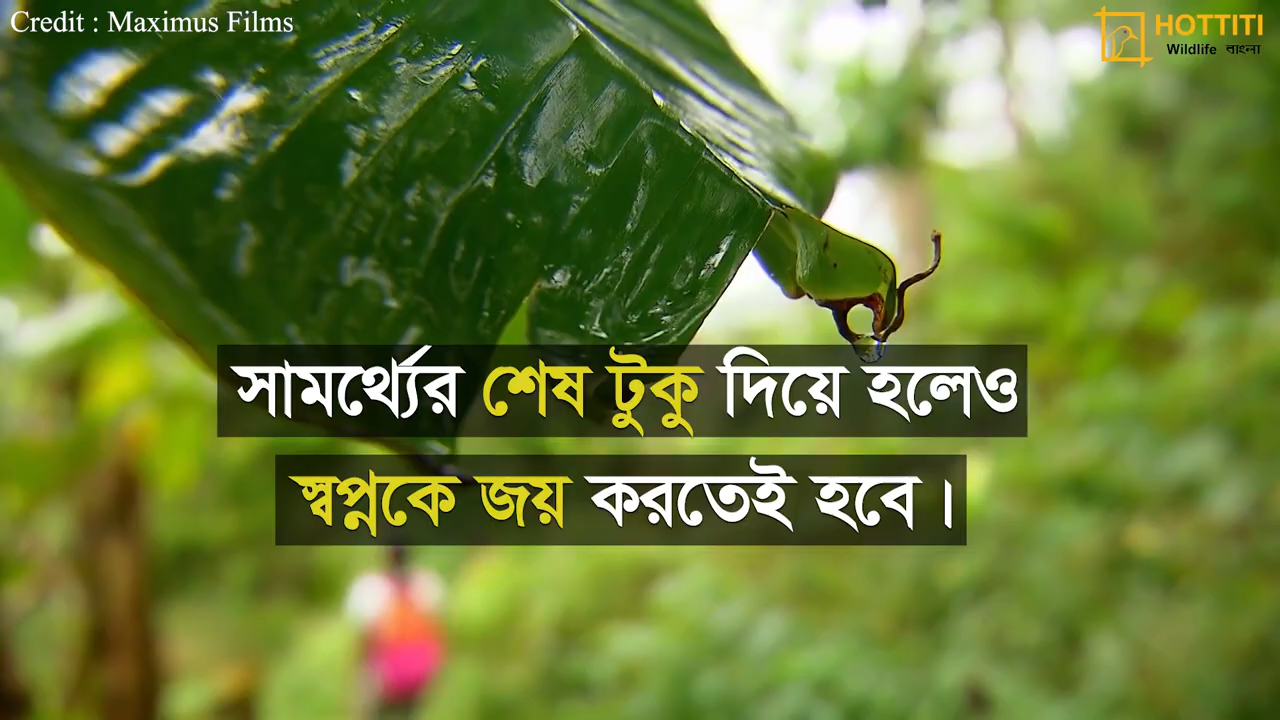 Credit : Maximus Films
HOTTITI
Wildlife বাংলা
সামর্থ্যের শেষ টুকু দিয়ে হলেও
স্বপ্নকে জয় করতেই হবে ।